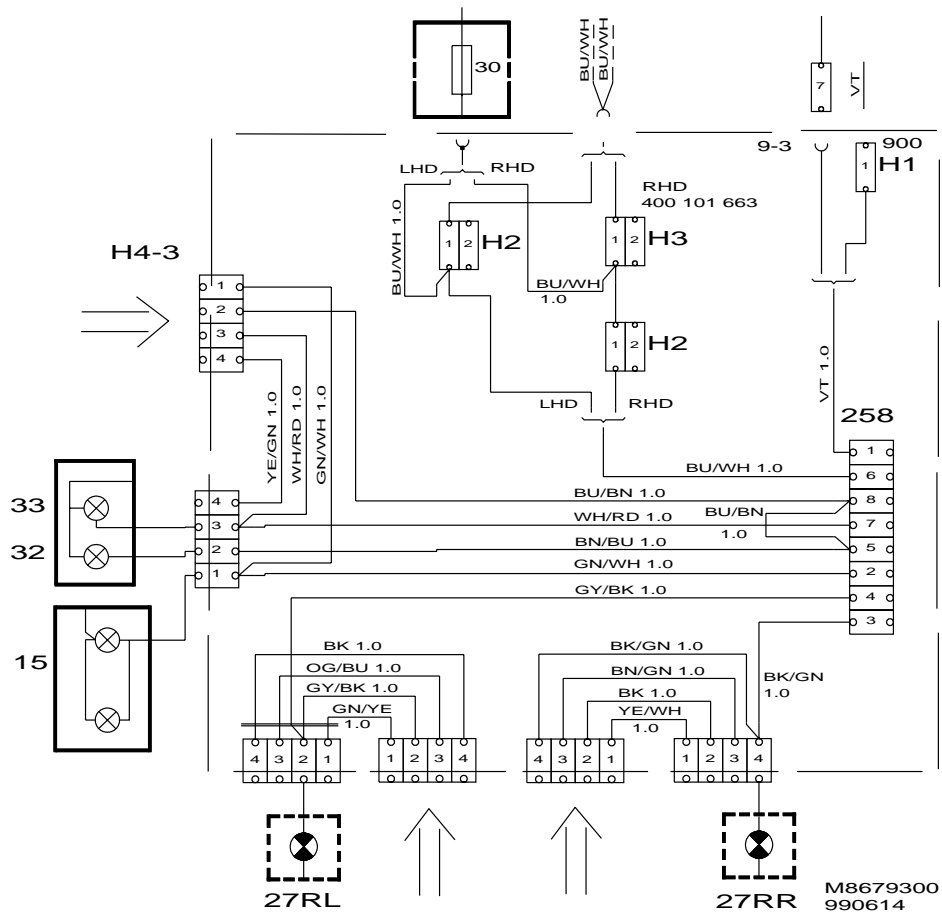 30
BU/WH
BU/WH
7
VT
9-3
900
1
H1
LHD
RHD
RHD
400 101 663
BU/WH 1.0
1 2
H2
1 2
H3
H4-3
BU/WH
1.0
1
2
3
4
1 2
H2
VT 1.0
YE/GN 1.0
WH/RD 1.0
GN/WH 1.0
LHD
RHD
258
1
6
8
7
5
2
4
3
BU/WH 1.0
BU/BN 1.0
BU/BN
1.0
WH/RD 1.0
BN/BU 1.0
GN/WH 1.0
GY/BK 1.0
33
32
4
3
2
1
15
BK 1.0
OG/BU 1.0
GY/BK 1.0
GN/YE
1.0
BK/GN 1.0
BN/GN 1.0
BK 1.0
YE/WH
1.0
BK/GN
1.0
4 3 2 1
1 2 3 4
4 3 2 1
1 2 3 4
27RL
27RR
M8679300
990614